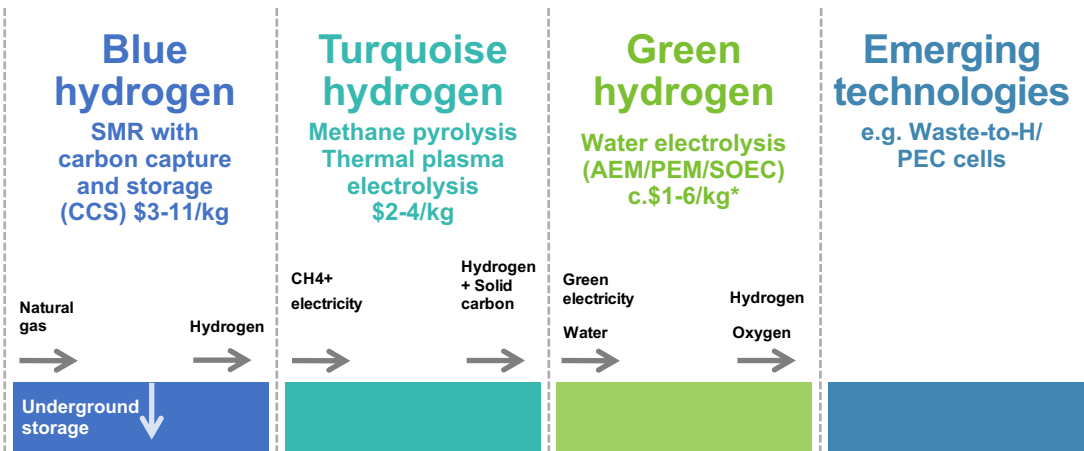 Blue
hydrogen
SMR with
carbon capture
and storage
(CCS) $3-11/kg
Natural
gas
Hydrogen
Underground
storage
Turquoise
hydrogen
Methane pyrolysis
Thermal plasma
electrolysis
$2-4/kg
CH4+
electricity
Hydrogen
+ Solid
carbon
Green
hydrogen
Water electrolysis
(AEM/PEM/SOEC)
c.$1-6/kg*
Green
electricity
Water
Hydrogen
Oxygen
Emerging
technologies
e.g. Waste-to-H/
PEC cells